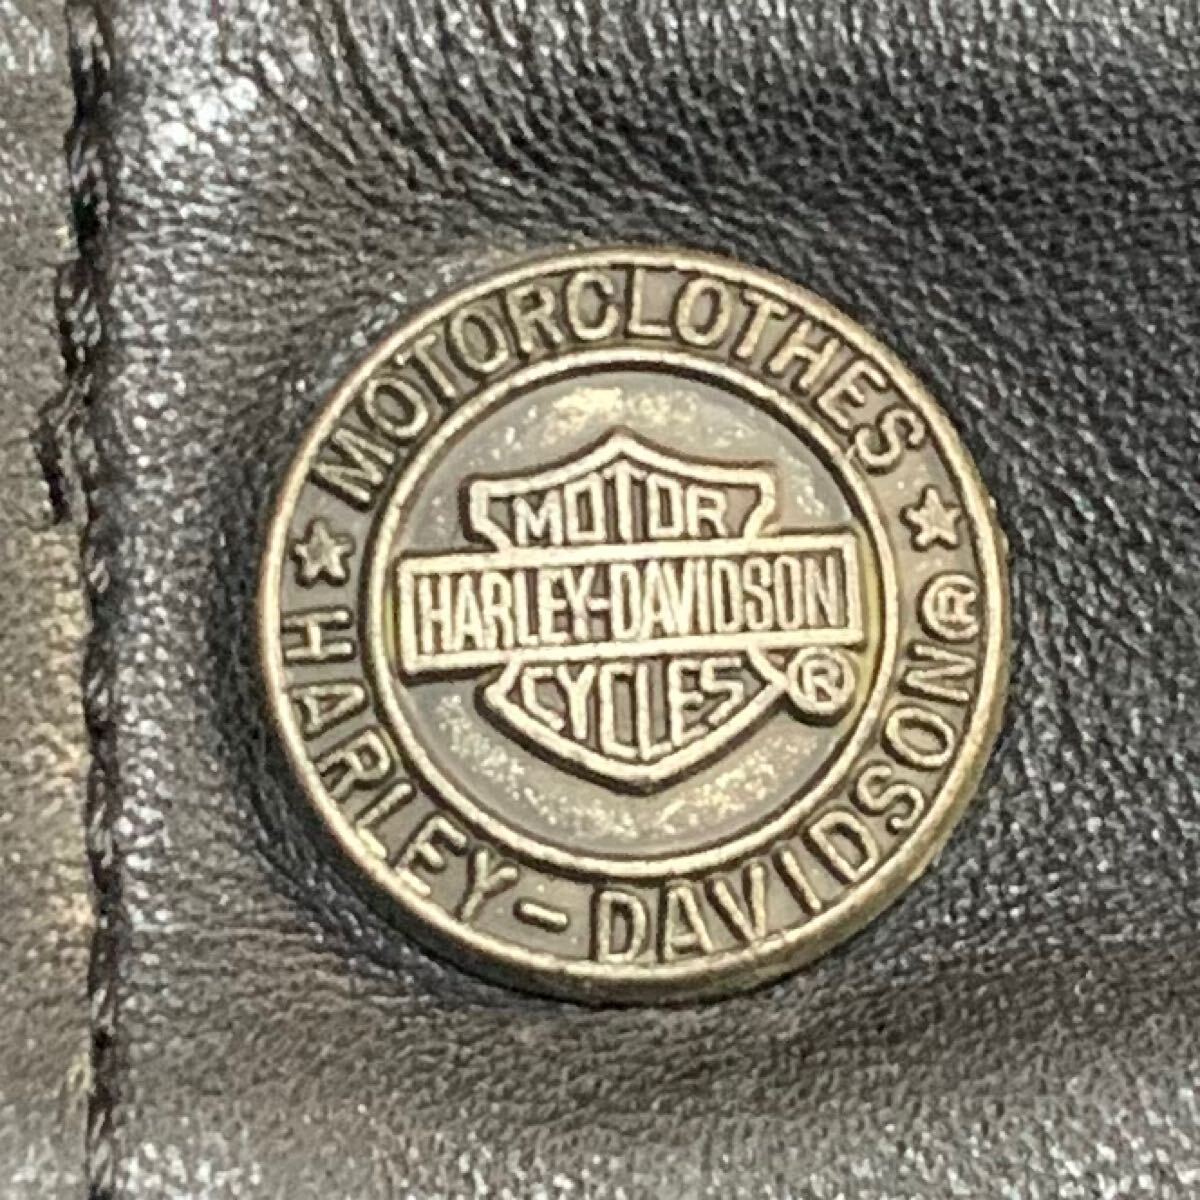 MOTORCLOTHES
MOTOR
HARLEY-DAVIDSON
CYCLES ®
★ HARLEY-DAVIDSON® ★